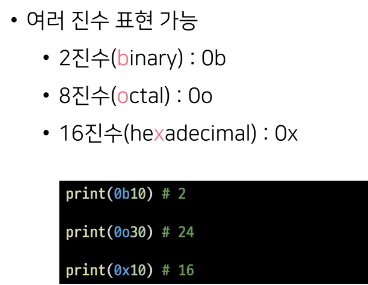 • 여러 진수 표현 가능
• 2진수(binary) : 0b
• 8진수(octal) : 0o
• 16진수(hexadecimal) : 0x
print(0b10) # 2
print(0o30) # 24
print(0x10) # 16